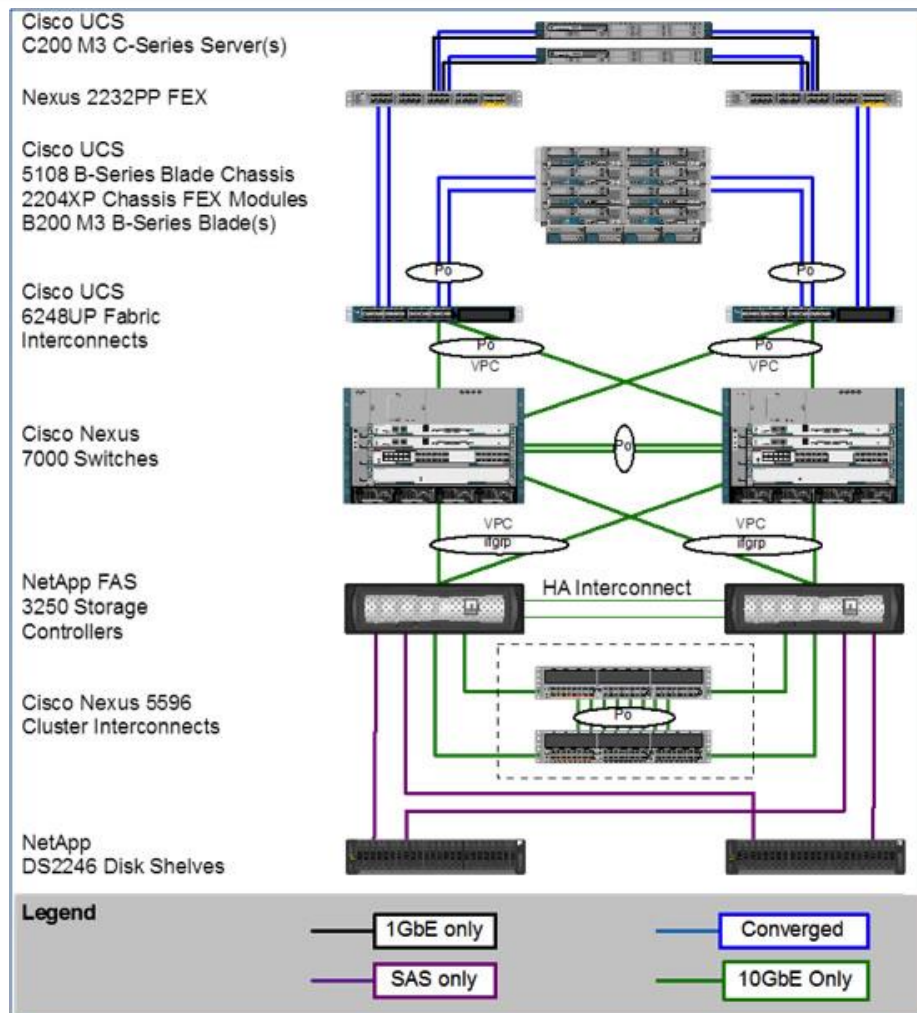 Cisco UCS
C200 M3 C-Series Server(s)
Nexus 2232PP FEX
Cisco UCS
5108 B-Series Blade Chassis
2204XP Chassis FEX Modules
B200 M3 B-Series Blade(s)
Po
Po
Cisco UCS
6248UP Fabric
Interconnects
Po
VPC
Po
VPC
Cisco Nexus
7000 Switches
Po
VPC
ifgrp
VPC
ifgrp
NetApp FAS
3250 Storage
Controllers
HA Interconnect
Cisco Nexus 5596
Cluster Interconnects
Po
NetApp
DS2246 Disk Shelves
Legend
1GbE only
Converged
SAS only
10GbE Only